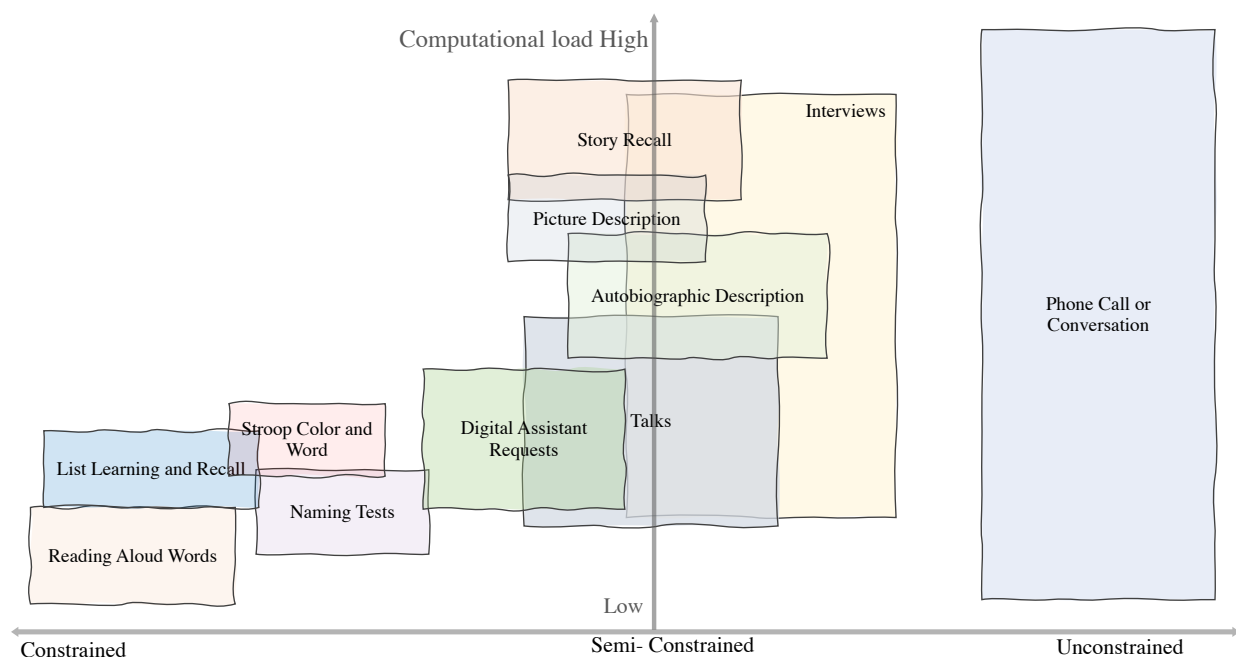 Computational load High
Interviews
Story Recall
Picture Description
Autobiographic Description
Phone Call or
Conversation
Talks
Digital Assistant
Requests
Stroop Color and
Word
List Learning and Recall
Naming Tests
Reading Aloud Words
Low
Constrained
Semi- Constrained
Unconstrained